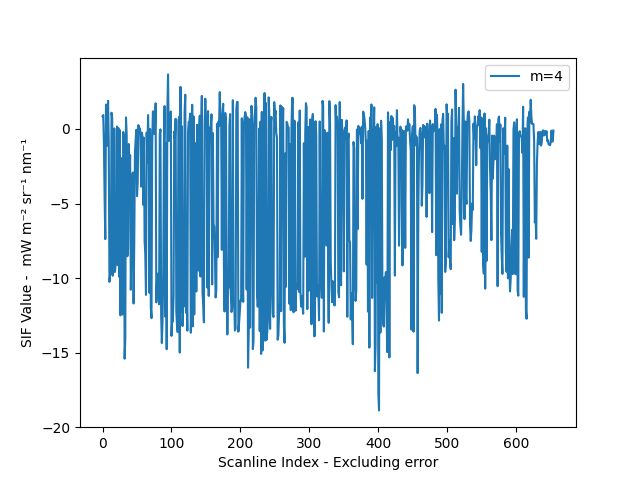 m=4
0
−5
−10
−15
−20
SIF Value -  mW m⁻² sr⁻¹ nm⁻¹
0 100 200 300 400 500 600
Scanline Index - Excluding error